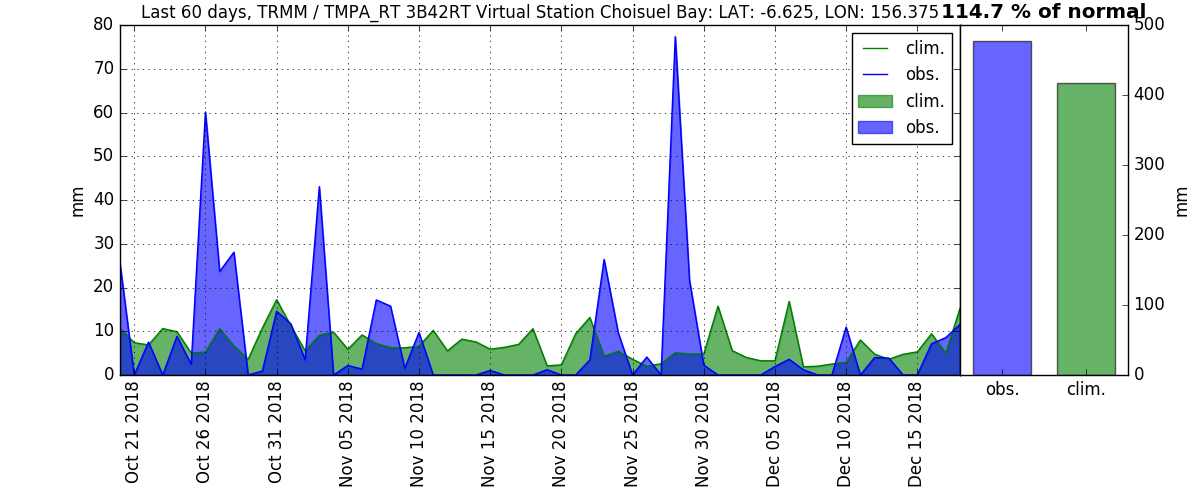 Last 60 days, TRMM / TMPA_RT 3B42RT Virtual Station Choisuel Bay: LAT: -6.625, LON: 156.375
114.7 % of normal
clim.
obs.
clim.
obs.
80
70
60
50
40
30
20
10
0
mm
Oct 21 2018
Oct 26 2018
Oct 31 2018
Nov 05 2018
Nov 10 2018
Nov 15 2018
Nov 20 2018
Nov 25 2018
Nov 30 2018
Dec 05 2018
Dec 10 2018
Dec 15 2018
500
400
300
200
100
0
mm
obs.
clim.